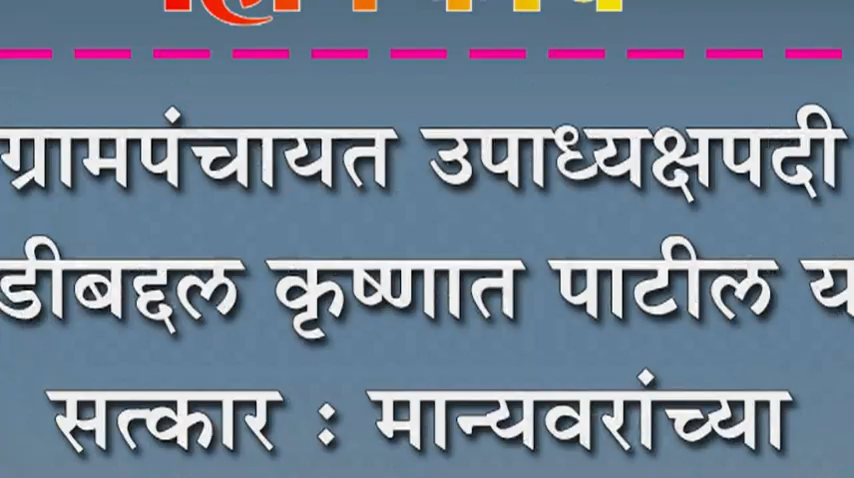 ग्रामपंचायत उपाध्यक्षपदी
डीबद्दल कृष्णात पाटील
सत्कार : मान्यवरांच्या